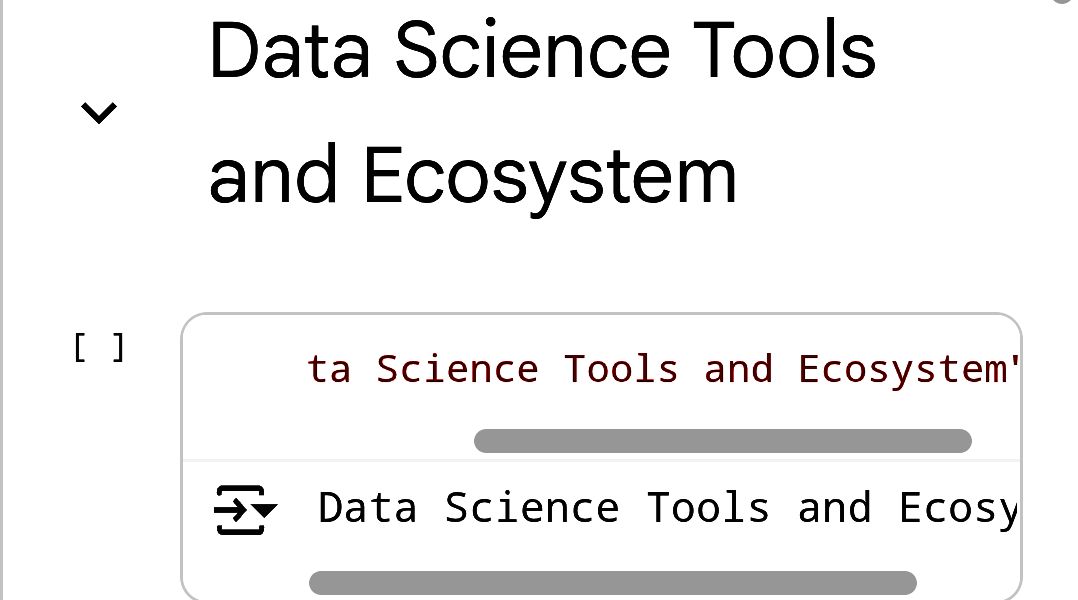 Data Science Tools
and Ecosystem
[ ]
ta Science Tools and Ecosystem'
Data Science Tools and Ecosy